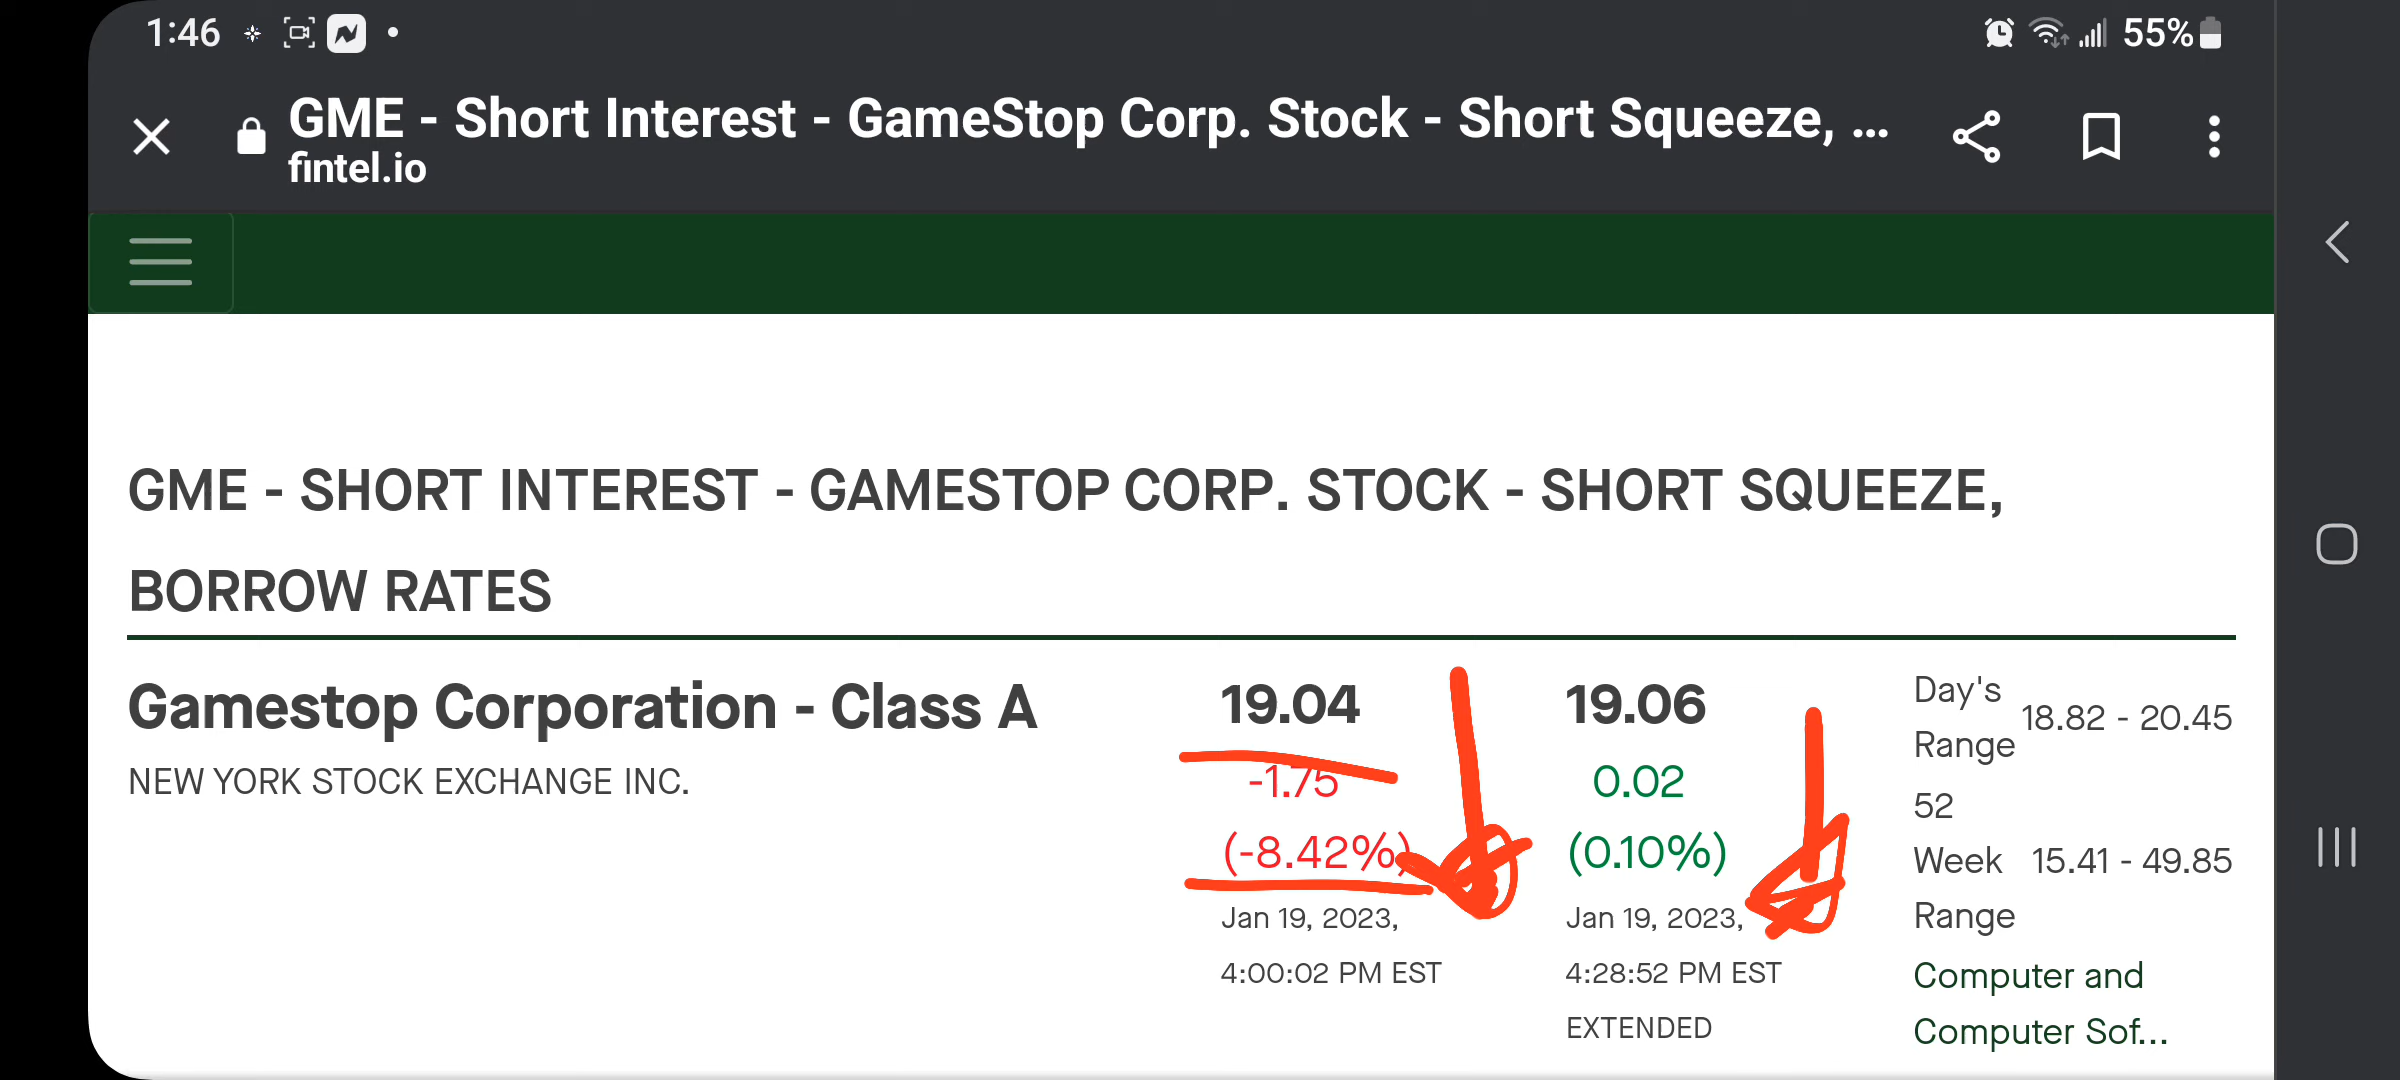 1:46
55%
GME - Short Interest - GameStop Corp. Stock - Short Squeeze, ...
fintel.io
GME - SHORT INTEREST - GAMESTOP CORP. STOCK - SHORT SQUEEZE,
BORROW RATES
Gamestop Corporation - Class A
NEW YORK STOCK EXCHANGE INC.
19.04
-1.75
(-8.42%)
Jan 19, 2023,
4:00:02 PM EST
19.06
0.02
(0.10%)
Jan 19, 2023,
4:28:52 PM EST
EXTENDED
Day's
Range 18.82 - 20.45
52
Week 15.41 - 49.85
Range
Computer and
Computer Sof...